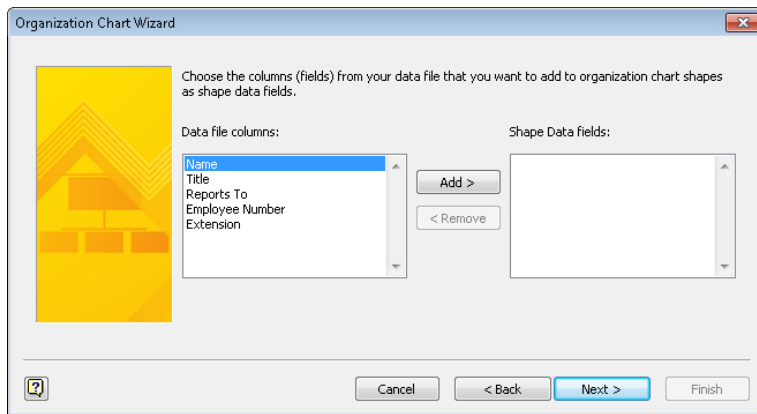 Organization Chart Wizard
Choose the columns (fields) from your data file that you want to add to organization chart shapes
as shape data fields.
Data file columns:
Shape Data fields:
Name
Title
Reports To
Employee Number
Extension
Add >
< Remove
?
Cancel
< Back
Next >
Finish